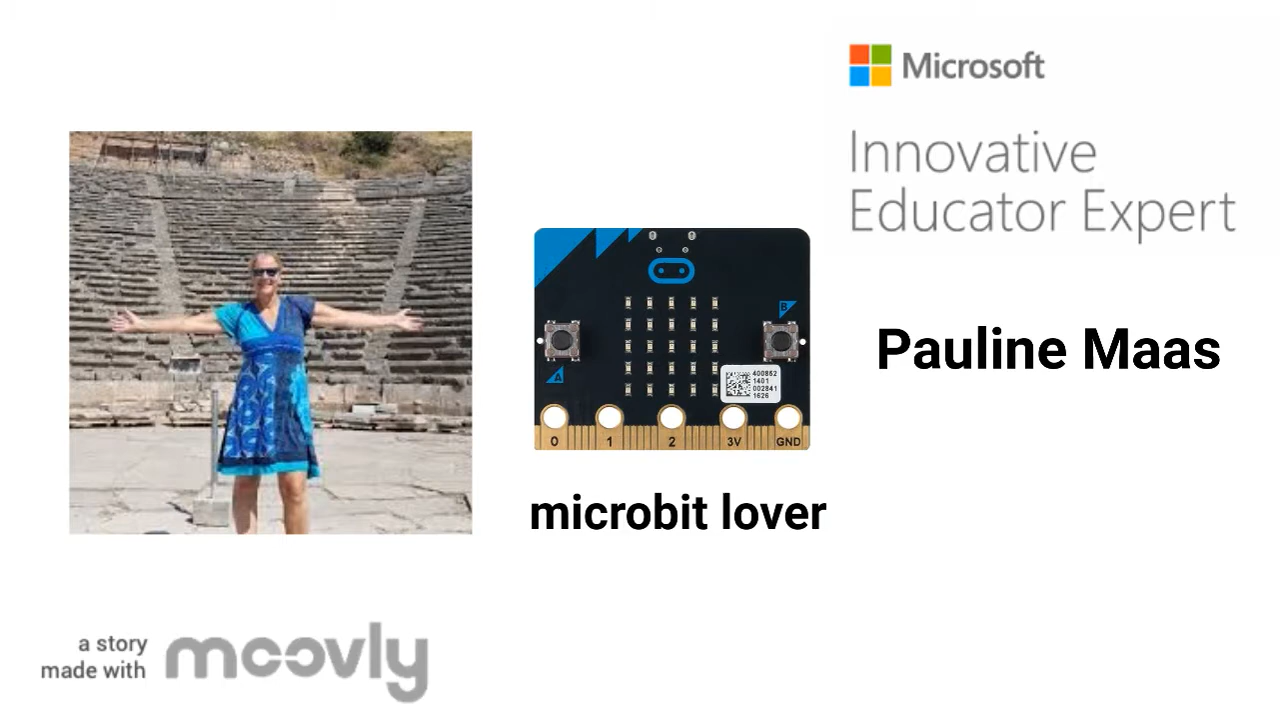 Microsoft
Innovative
Educator Expert
Pauline Maas
A
B
400852
1401
002841
1626
0 1 2 3V GND
microbit lover
a story
made with
moovly